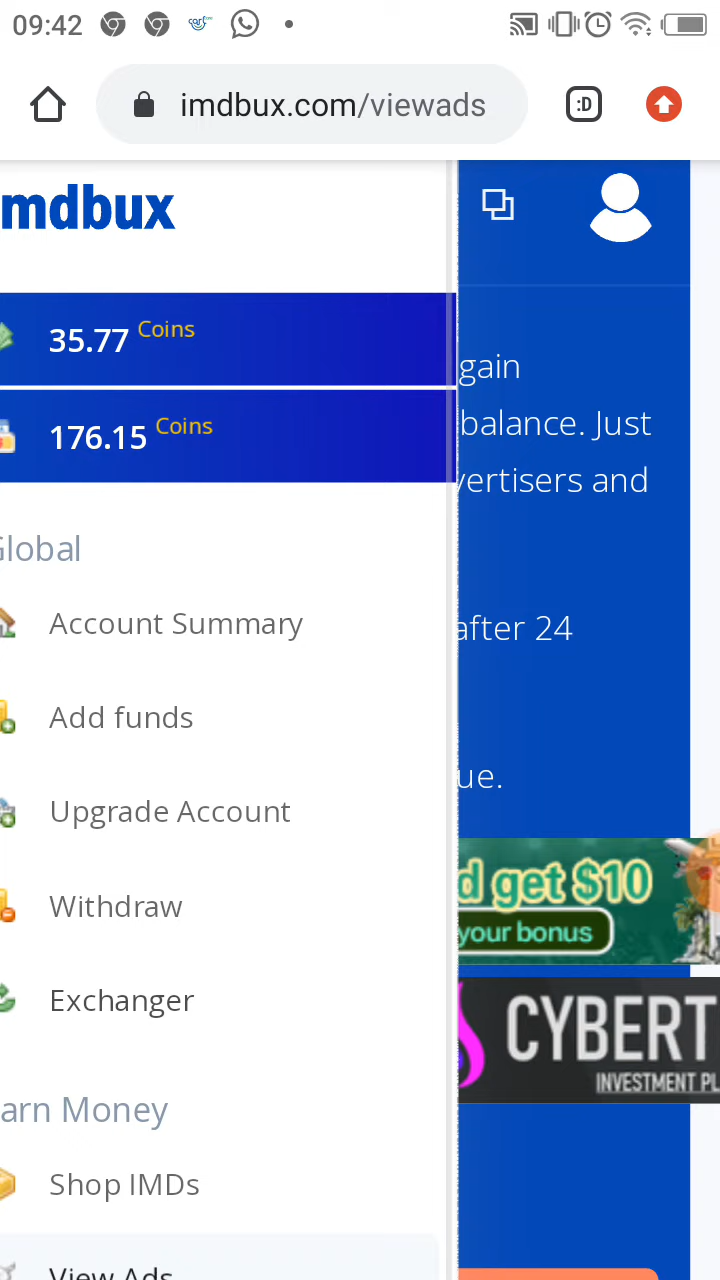 09:42
imdbux.com/viewads
:D
mdbux
35.77 Coins
176.15 Coins
gain
balance. Just
vertisers and
after 24
ue.
Global
Account Summary
Add funds
Upgrade Account
Withdraw
Exchanger
d get $10
your bonus
CYBERT
INVESTMENT PL
arn Money
Shop IMDs
View Ads